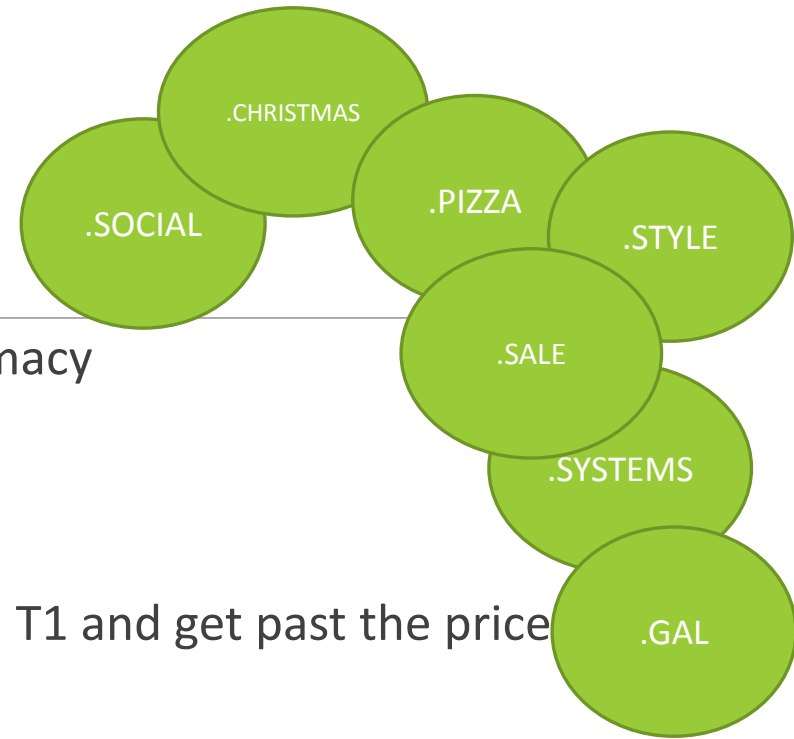 .CHRISTMAS
.PIZZA
.SOCIAL
.STYLE
.SALE
macy
.SYSTEMS
T1 and get past the price
.GAL